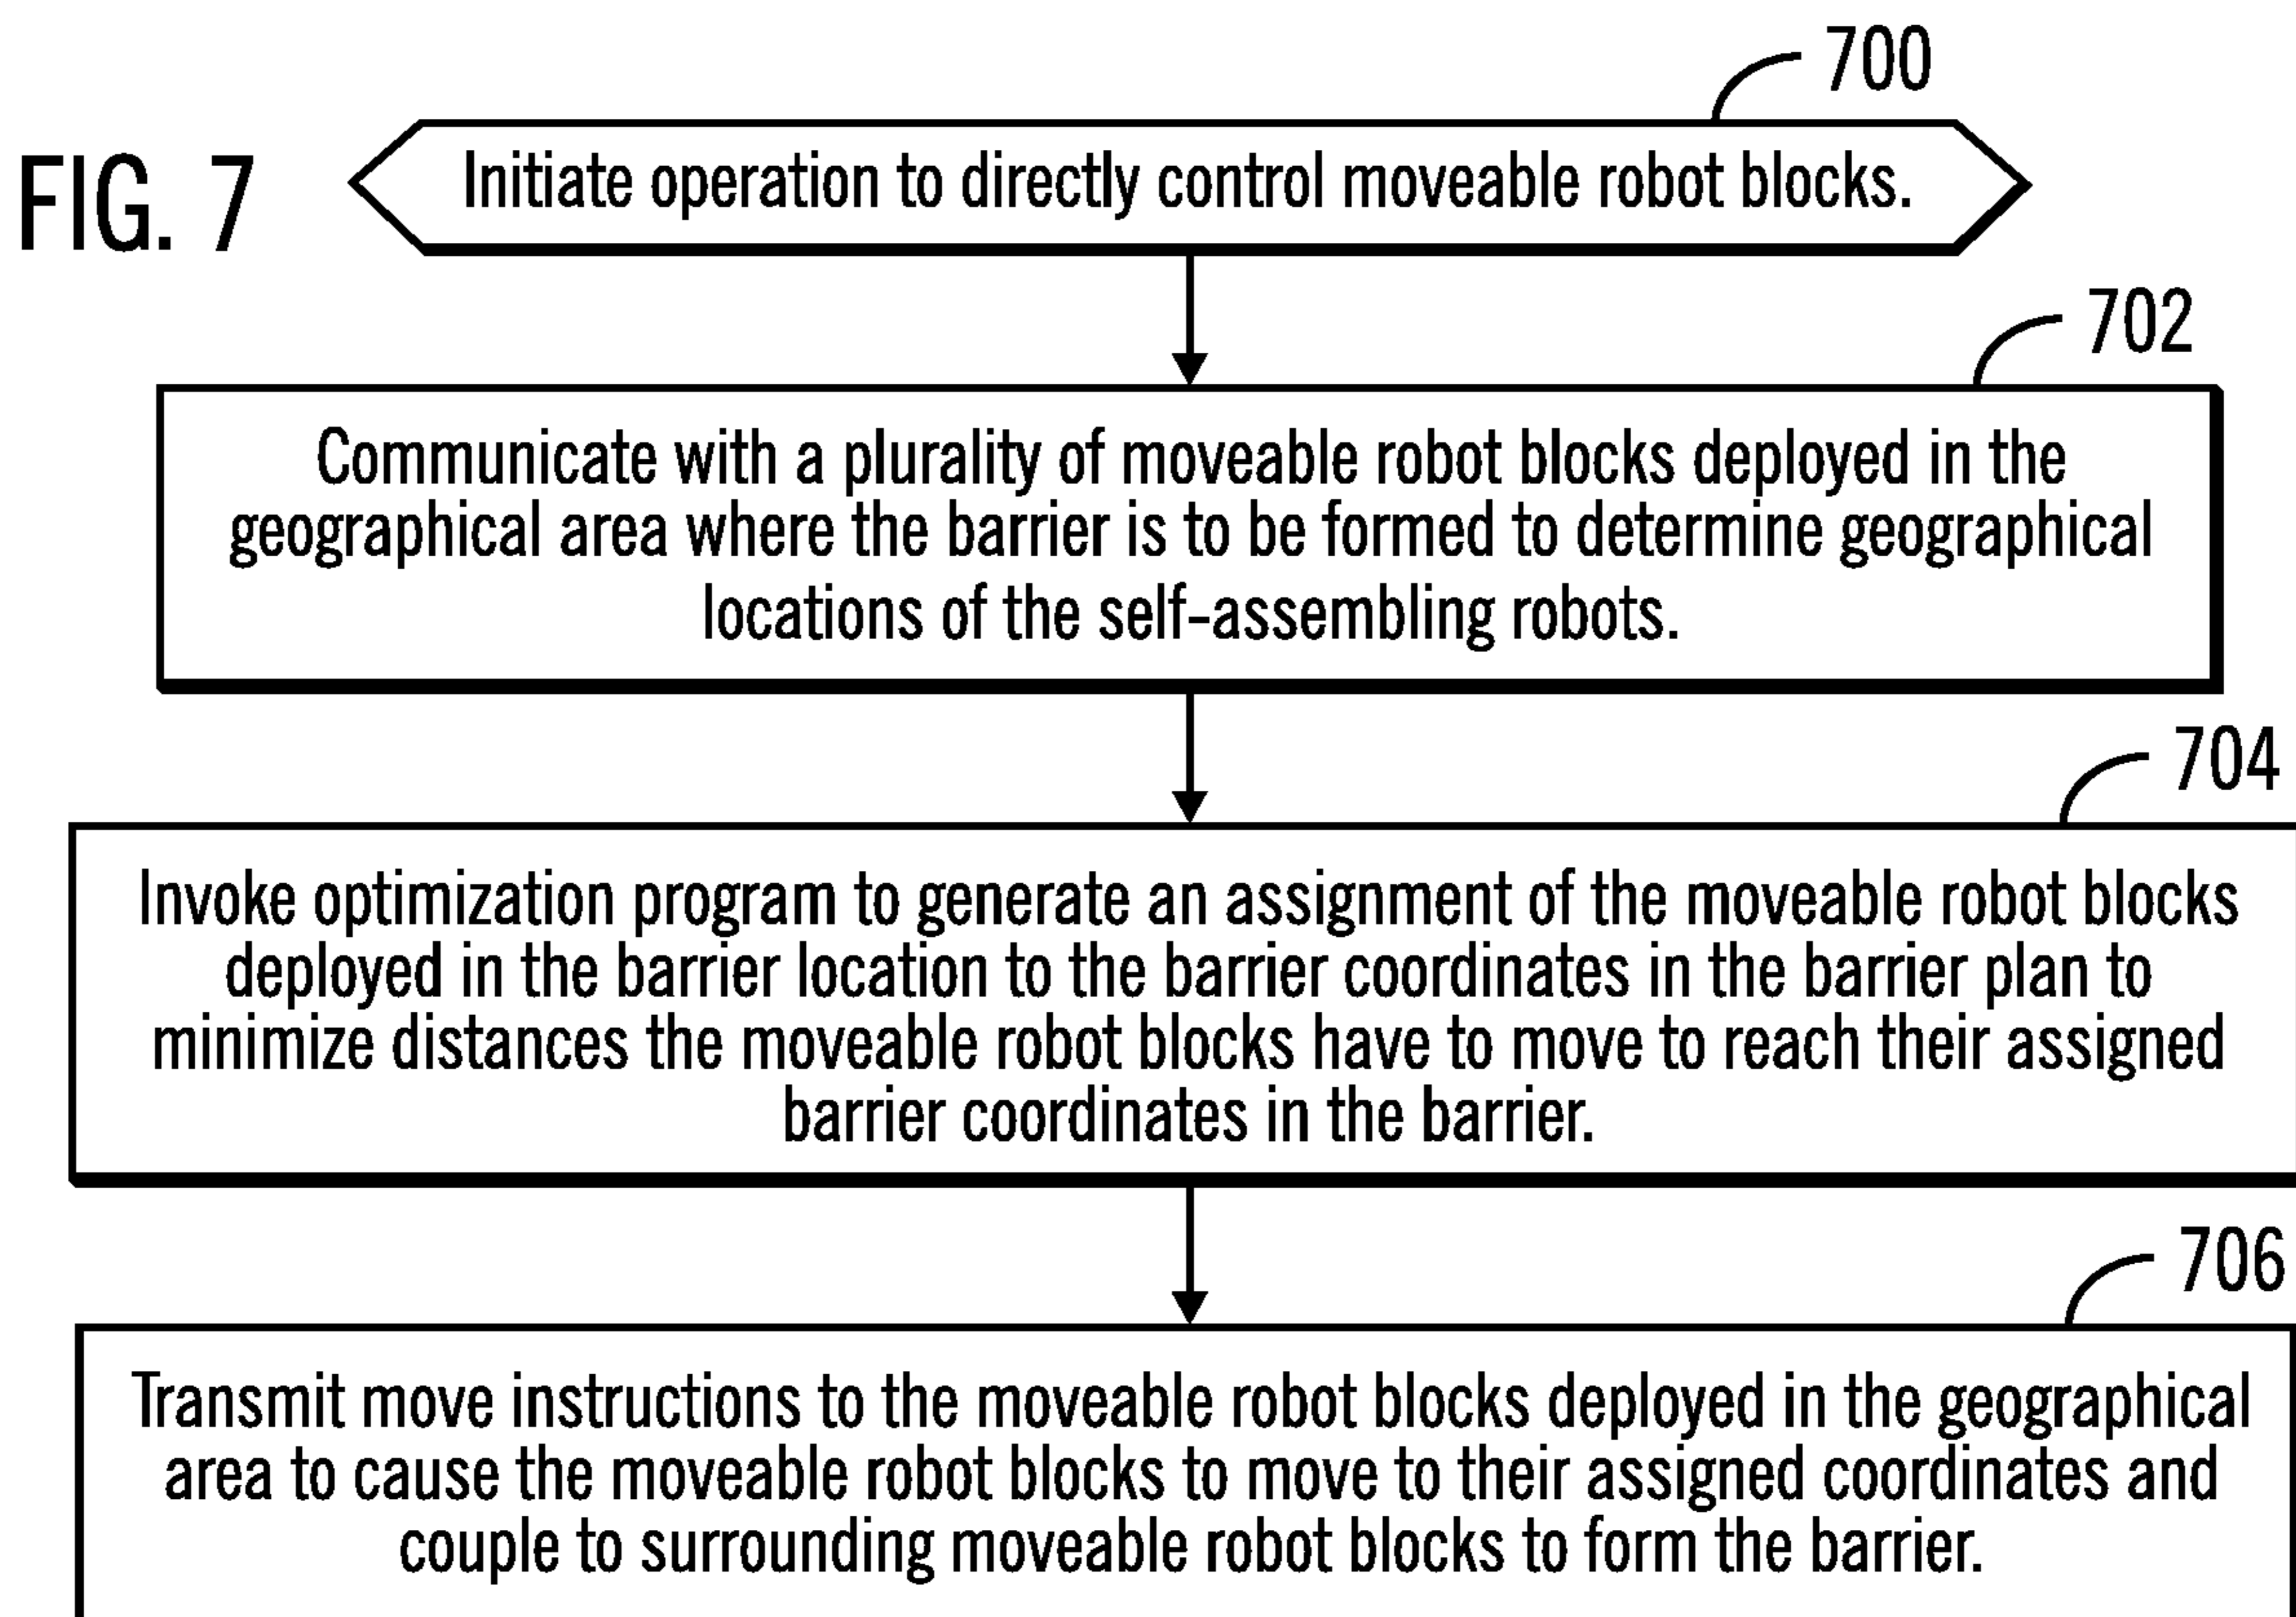 700
FIG. 7
Initiate operation to directly control moveable robot blocks.
702
Communicate with a plurality of moveable robot blocks deployed in the
geographical area where the barrier is to be formed to determine geographical
locations of the self-assembling robots.
704
Invoke optimization program to generate an assignment of the moveable robot blocks
deployed in the barrier location to the barrier coordinates in the barrier plan to
minimize distances the moveable robot blocks have to move to reach their assigned
barrier coordinates in the barrier.
706
Transmit move instructions to the moveable robot blocks deployed in the geographical
area to cause the moveable robot blocks to move to their assigned coordinates and
couple to surrounding moveable robot blocks to form the barrier.